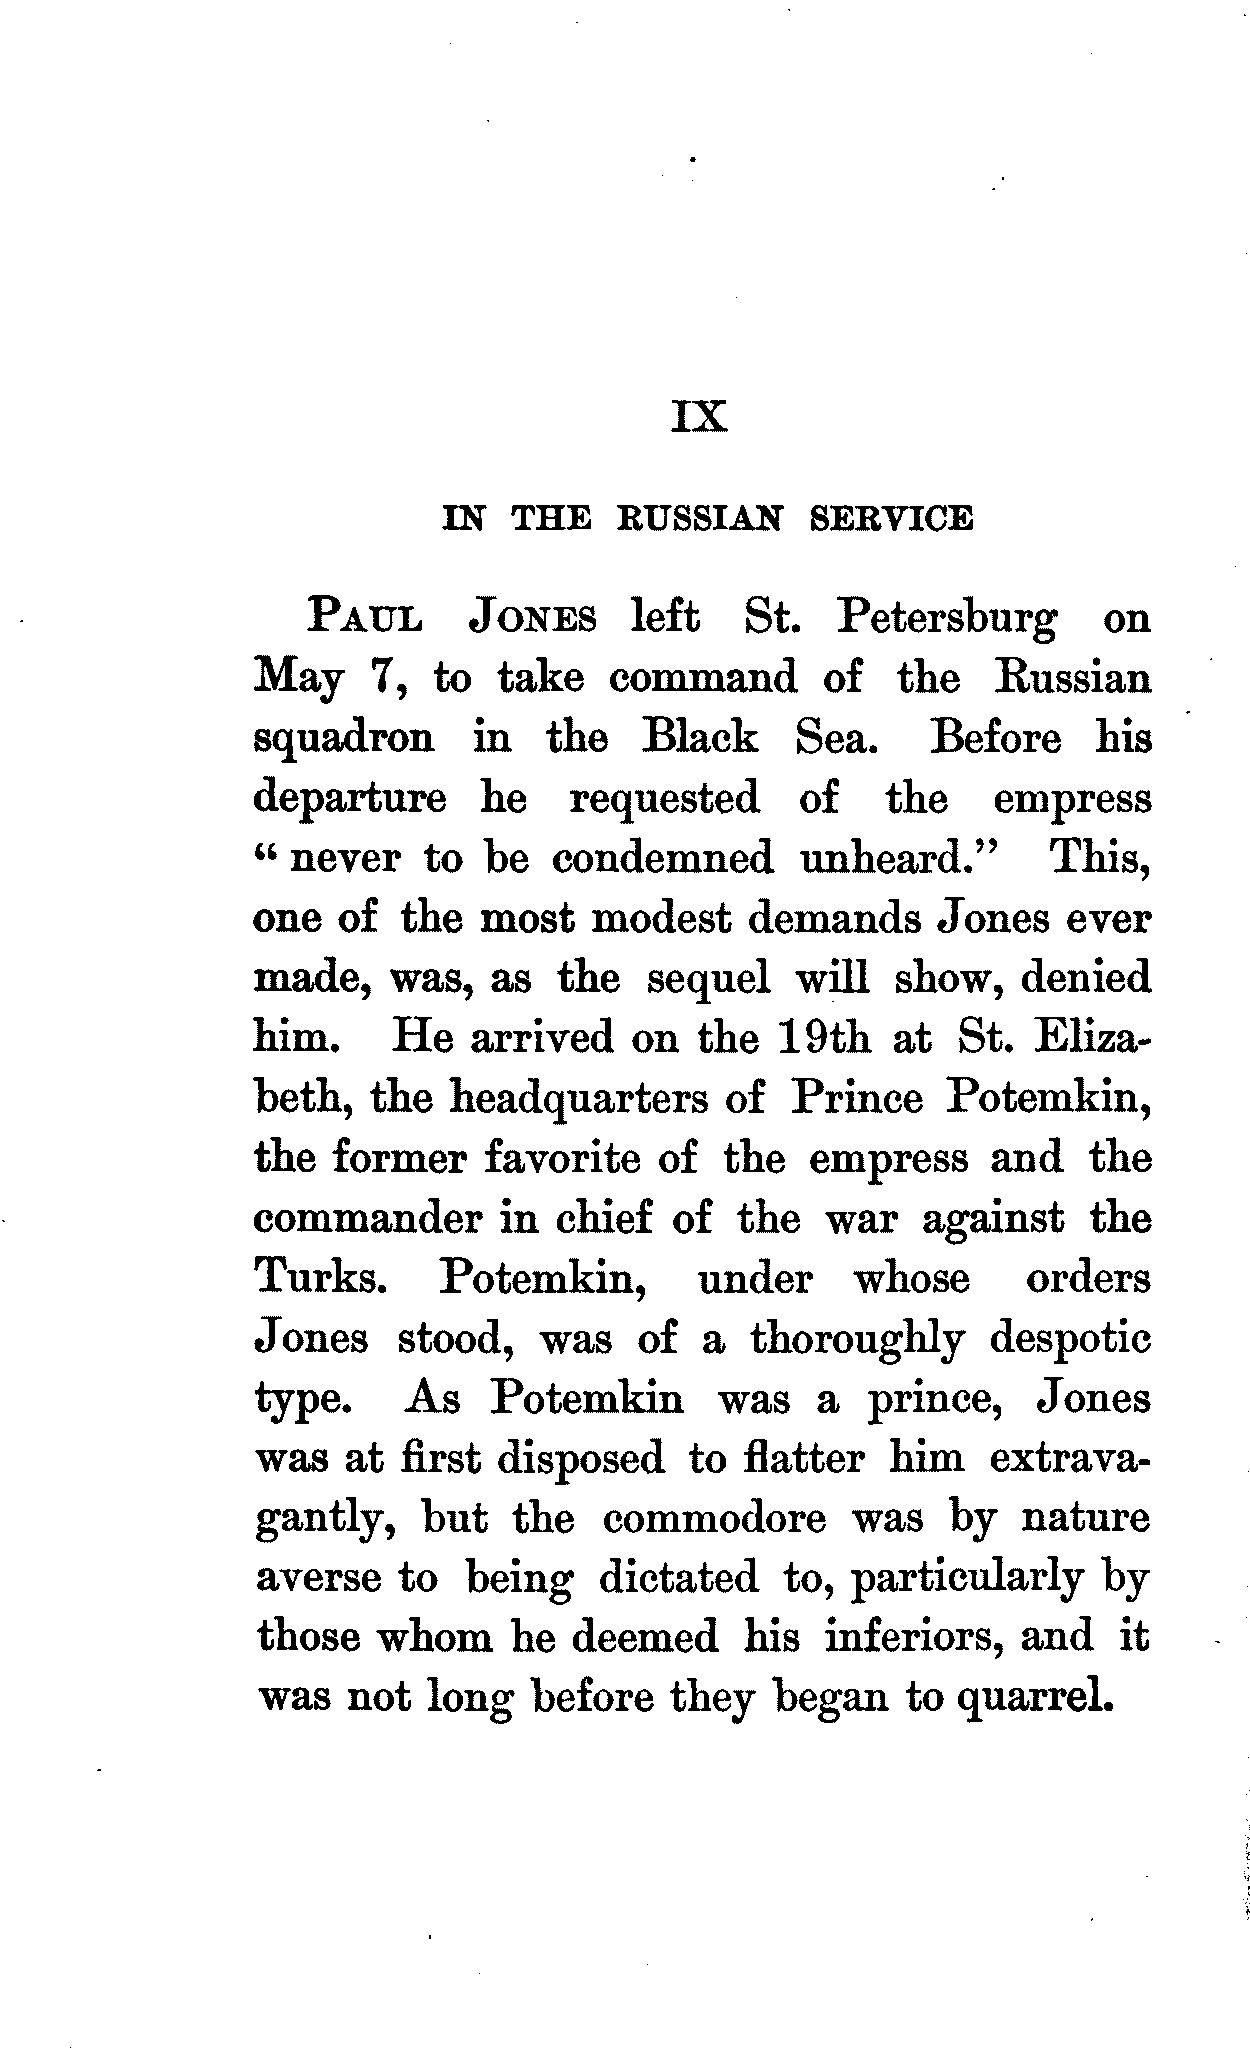 IX
IN THE RUSSIAN SERVICE
PAUL JONES left St. Petersburg on
May 7, to take command of the Russian
squadron in the Black Sea. Before his
departure he requested of the empress
“ never to be condemned unheard.” This,
one of the most modest demands Jones ever
made, was, as the sequel will show, denied
him. He arrived on the 19th at St. Eliza-
beth, the headquarters of Prince Potemkin,
the former favorite of the empress and the
commander in chief of the war against the
Turks. Potemkin, under whose orders
Jones stood, was of a thoroughly despotic
type. As Potemkin was a prince, Jones
was at first disposed to flatter him extrava-
gantly, but the commodore was by nature
averse to being dictated to, particularly by
those whom he deemed his inferiors, and it
was not long before they began to quarrel.